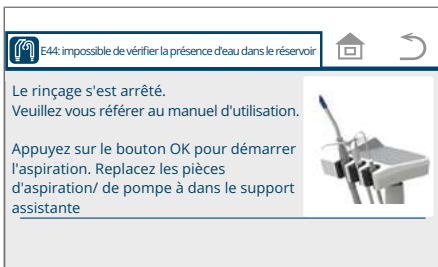 E44: impossible de vérifier la présence d'eau dans le réservoir
Le rinçage s'est arrêté.
Veuillez vous référer au manuel d'utilisation.
Appuyez sur le bouton OK pour démarrer
l'aspiration. Replacez les pièces
d'aspiration/ de pompe à dans le support
assistante